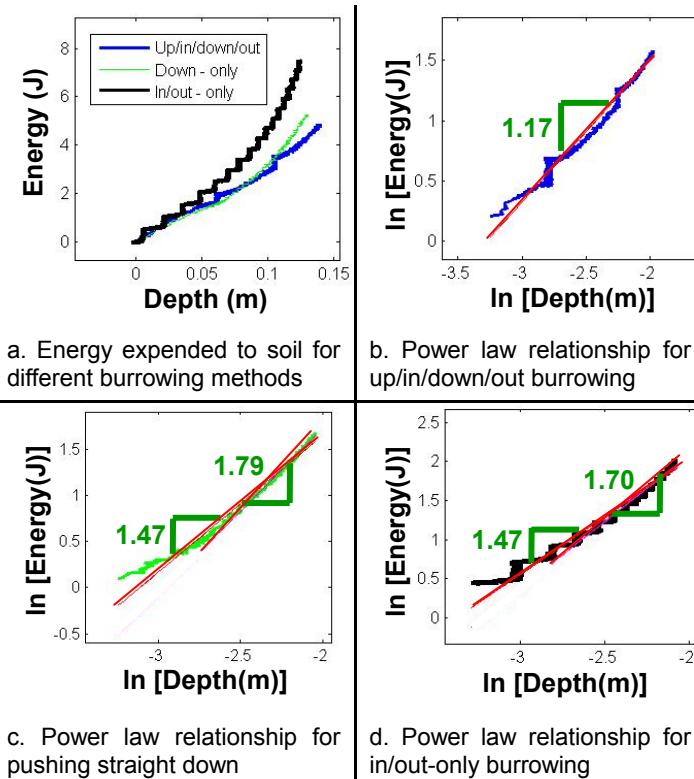 8
6
4
2
0
Energy (J)
Up/in/down/out
Down - only
In/out - only
0
0.05
0.1
0.15
Depth (m)
a. Energy expended to soil for
different burrowing methods
1.5
1
0.5
0
ln [Energy(J)]
1.17
-3.5
-3
-2.5
-2
ln [Depth(m)]
b. Power law relationship for
up/in/down/out burrowing
1.5
1
0.5
0
-0.5
ln [Energy(J)]
1.79
1.47
-3
-2.5
-2
ln [Depth(m)]
c. Power law relationship for
pushing straight down
2.5
2
1.5
1
0.5
0
ln [Energy(J)]
1.70
1.47
-3
-2.5
-2
ln [Depth(m)]
d. Power law relationship for
in/out-only burrowing